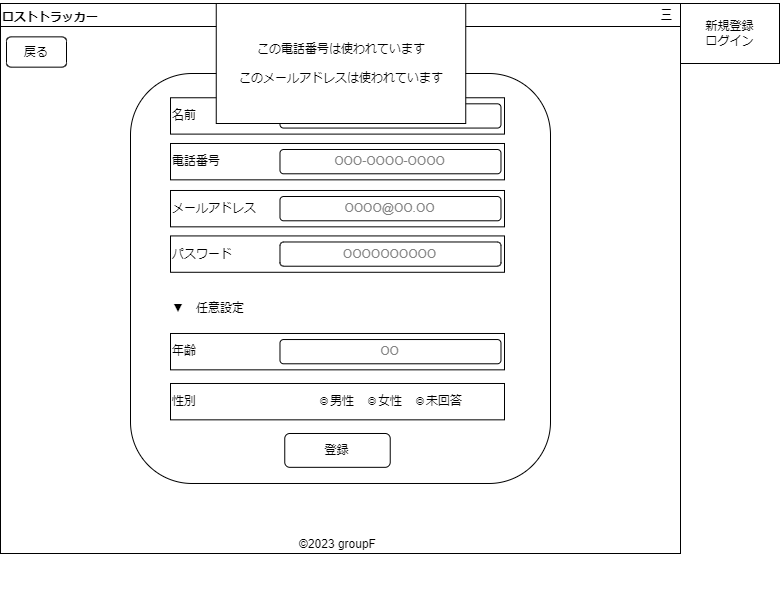 ロストトラッカー
三
新規登録
ログイン
戻る
この電話番号は使われています
このメールアドレスは使われています
名前
電話番号 OOO-OOOO-OOOO
メールアドレス OOOO@OO.OO
パスワード OOOOOOOOOO
▼ 任意設定
年齢 OO
性別 ◎男性 ◎女性 ◎未回答
登録
©2023 groupF